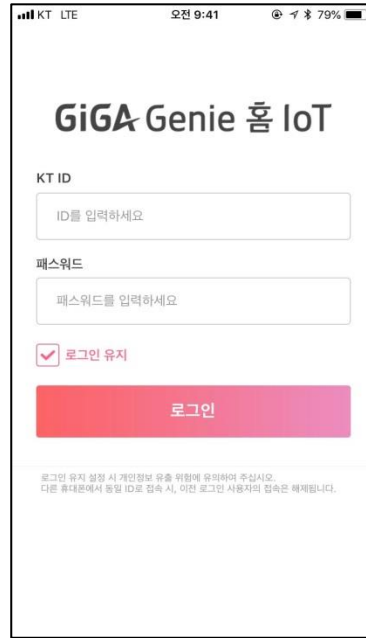 KT LTE 오전 9:41 79%
GiGA Genie 홈 IoT
KT ID
ID를 입력하세요
패스워드
패스워드를 입력하세요
로그인 유지
로그인
로그인 유지 설정 시 개인정보 유출 위험에 유의하여 주십시오.
다른 휴대폰에서 동일 ID로 접속 시, 이전 로그인 사용자의 접속은 해제됩니다.